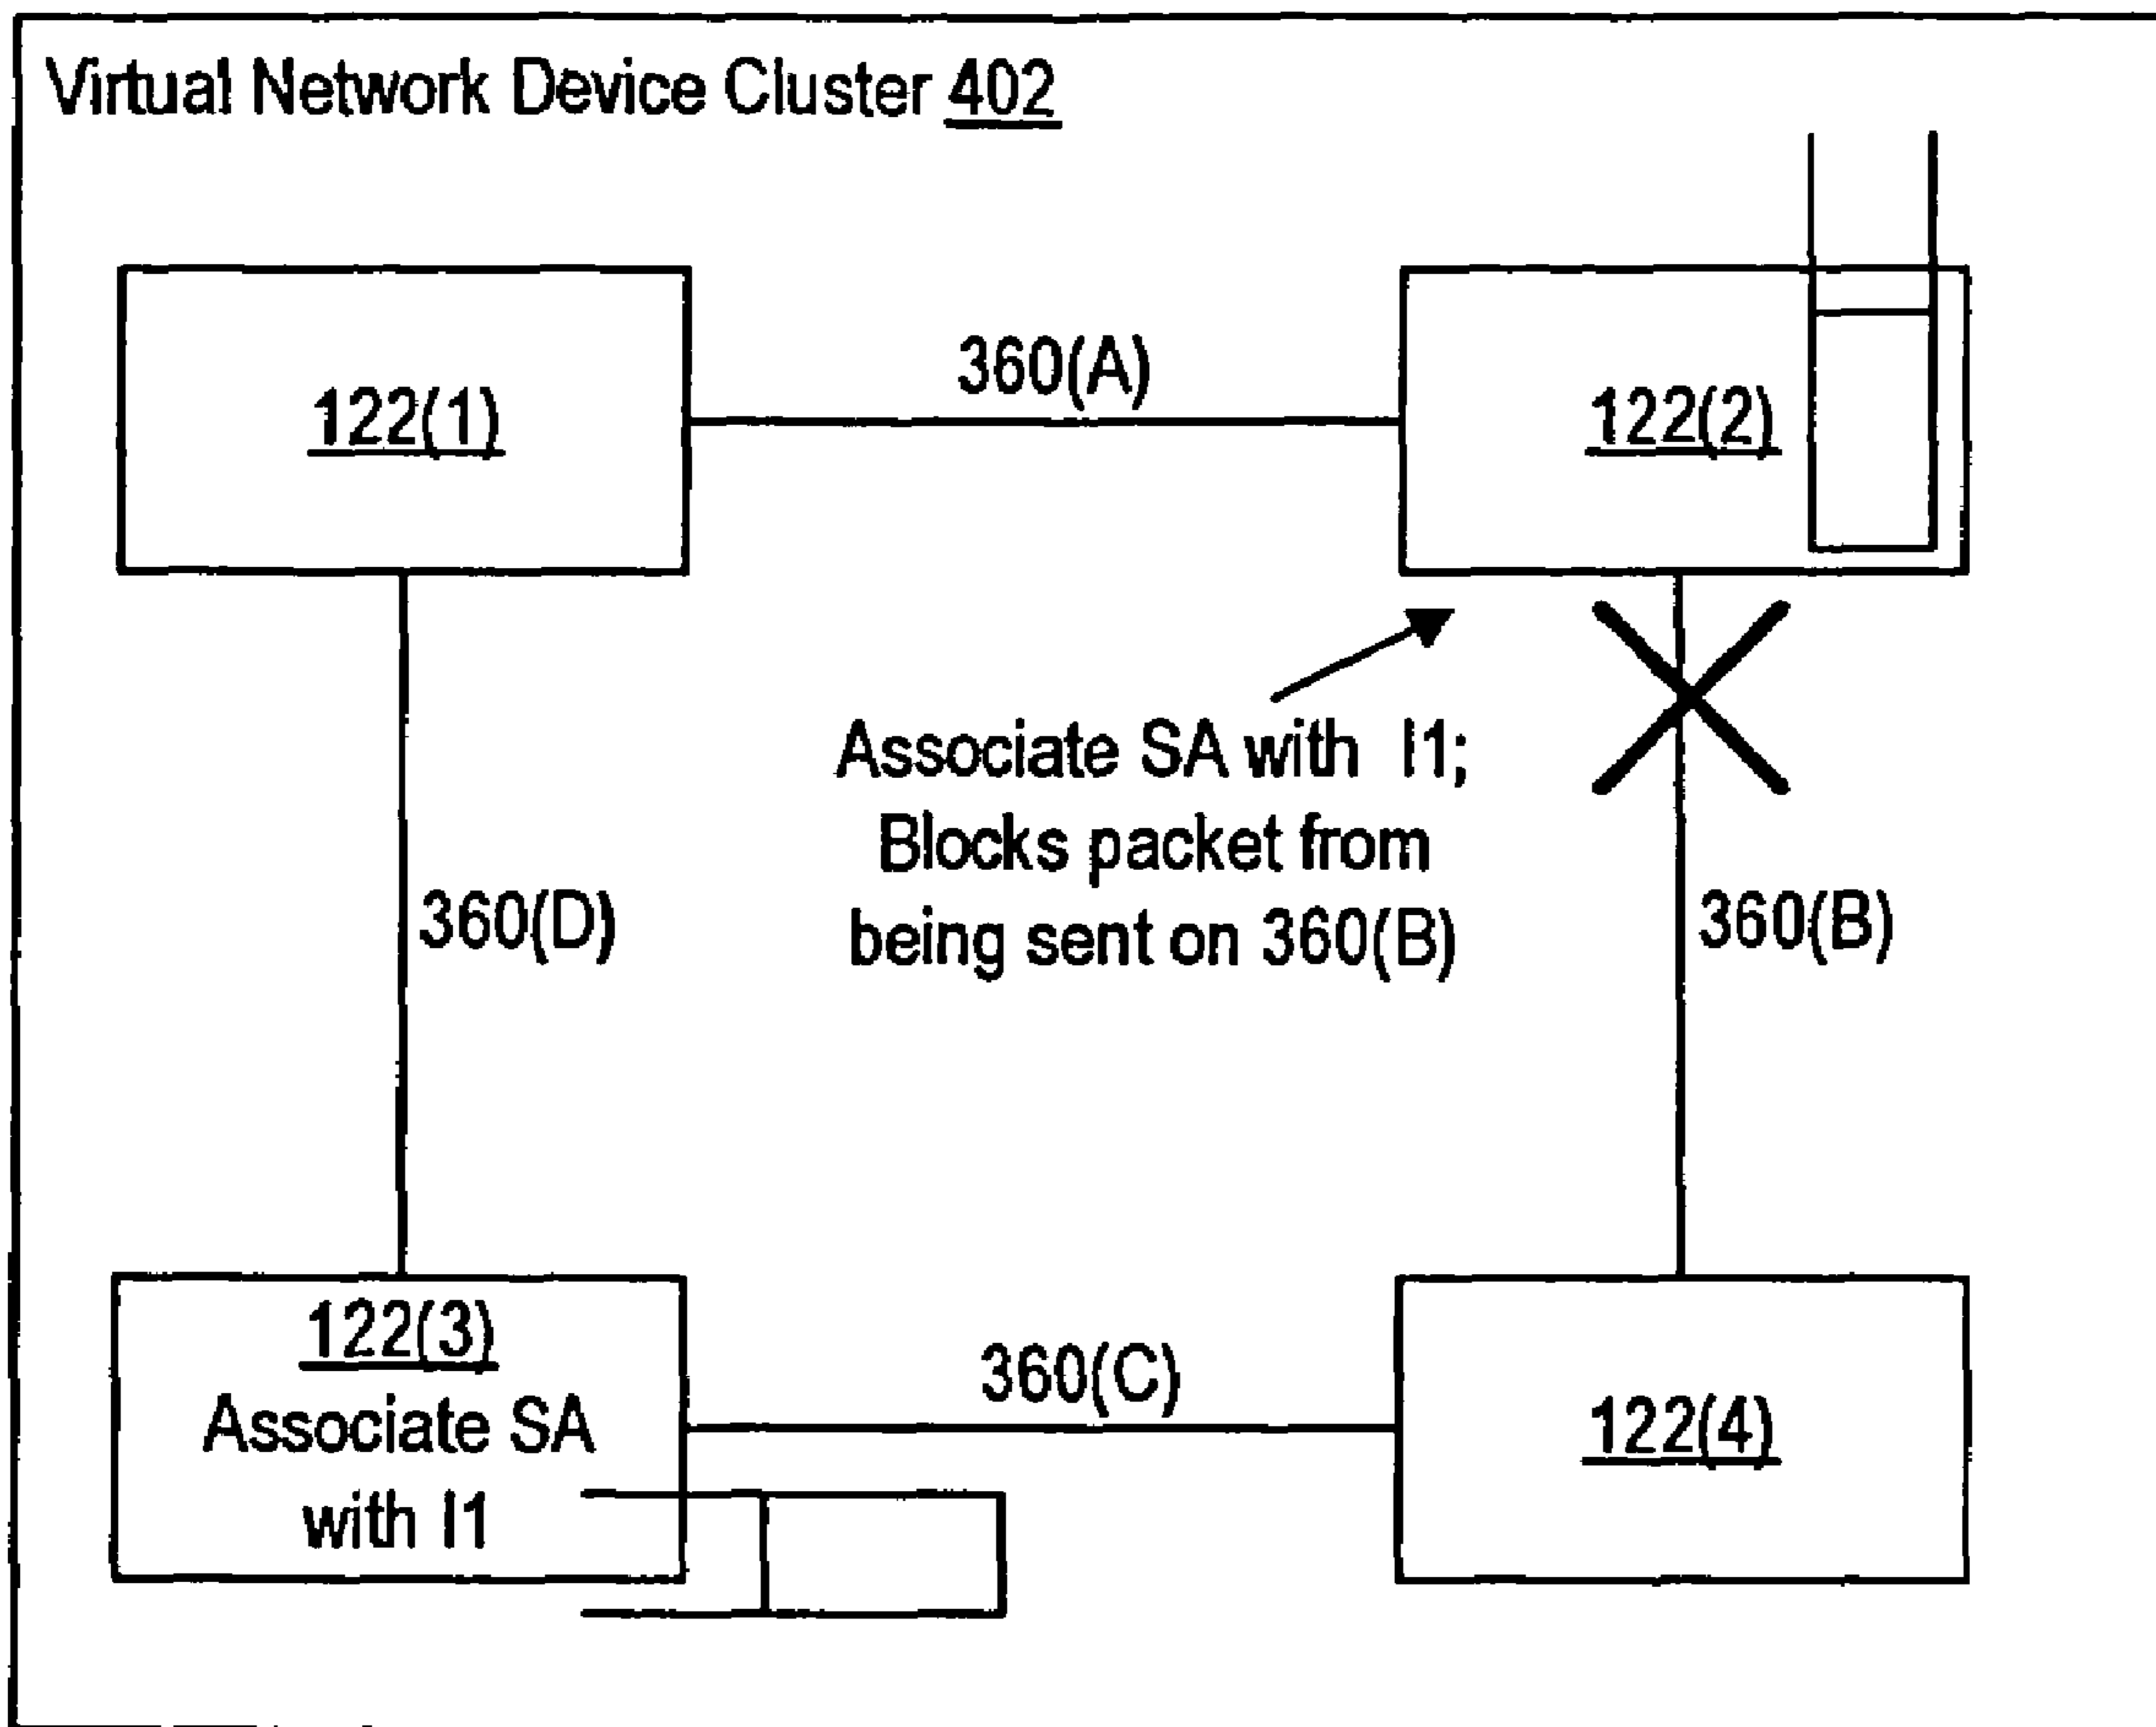 Virtual Network Device Cluster 402
122(1)
360(A)
122(2)
Associate SA with I1;
Blocks packet from
being sent on 360(B)
360(D)
360(B)
122(3)
Associate SA
with I1
360(C)
122(4)